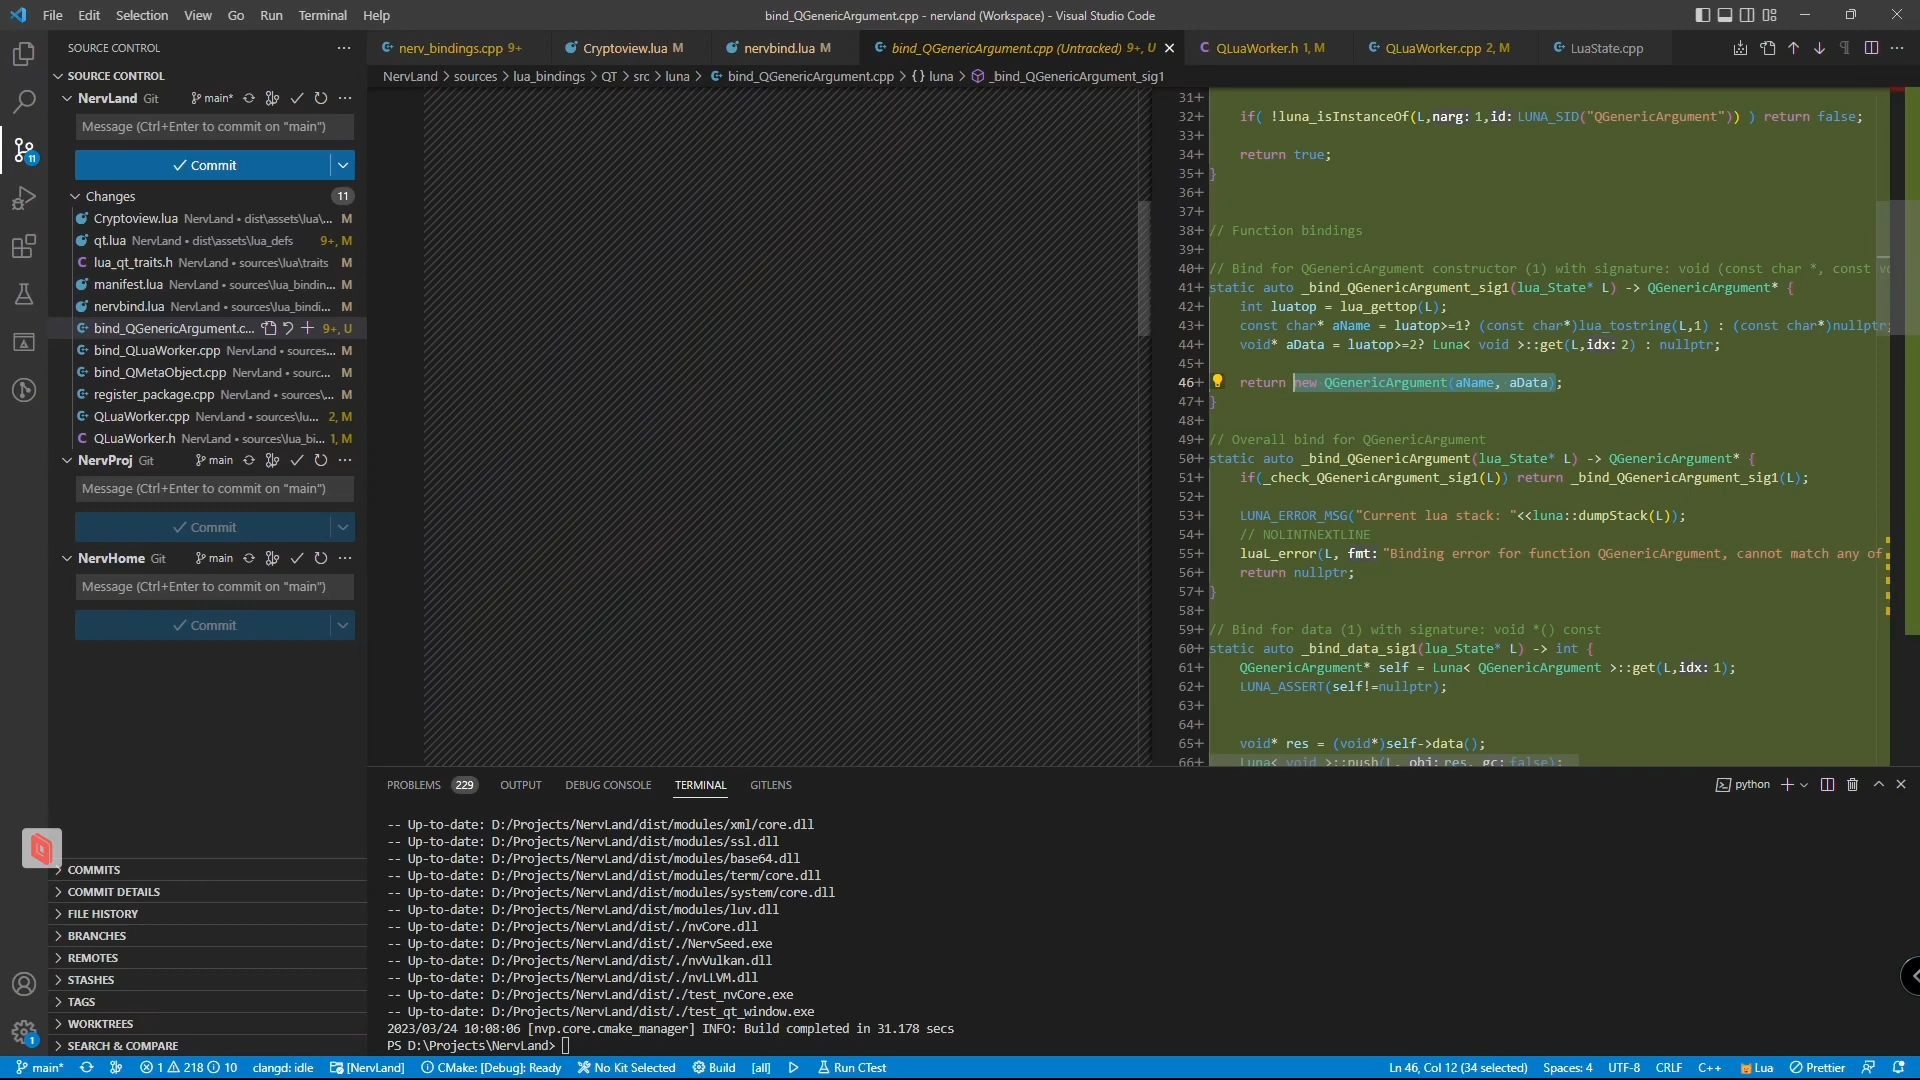 File Edit Selection View Go Run Terminal Help
bind_QGenericArgument.cpp - nervland (Workspace) - Visual Studio Code
SOURCE CONTROL
nerv_bindings.cpp 9+
Cryptoview.lua M
nervbind.lua M
bind_QGenericArgument.cpp (Untracked) 9+, U
QLuaWorker.h 1, M
QLuaWorker.cpp 2, M
LuaState.cpp
NervLand > sources > lua_bindings > QT > src > luna > bind_QGenericArgument.cpp > {} luna > _bind_QGenericArgument_sig1
SOURCE CONTROL
NervLand Git main*
Message (Ctrl+Enter to commit on "main")
Commit
Changes 11
Cryptoview.lua NervLand • dist\assets\lua\... M
qt.lua NervLand • dist\assets\lua_defs 9+, M
lua_qt_traits.h NervLand • sources\lua\traits M
manifest.lua NervLand • sources\lua_bindin... M
nervbind.lua NervLand • sources\lua_bindi... M
bind_QGenericArgument.c... 9+, U
bind_QLuaWorker.cpp NervLand • sources... M
bind_QMetaObject.cpp NervLand • sourc... M
register_package.cpp NervLand • sources\... M
QLuaWorker.cpp NervLand • sources\lu... 2, M
QLuaWorker.h NervLand • sources\lua_bi... 1, M
NervProj Git main
Message (Ctrl+Enter to commit on "main")
Commit
NervHome Git main
Message (Ctrl+Enter to commit on "main")
Commit
COMMITS
COMMIT DETAILS
FILE HISTORY
BRANCHES
REMOTES
STASHES
TAGS
WORKTREES
SEARCH & COMPARE
31+
32+ if( !luna_isInstanceOf(L,narg: 1,id: LUNA_SID("QGenericArgument")) ) return false;
33+
34+ return true;
35+ }
36+
37+
38+ // Function bindings
39+
40+ // Bind for QGenericArgument constructor (1) with signature: void (const char *, const vo
41+ static auto _bind_QGenericArgument_sig1(lua_State* L) -> QGenericArgument* {
42+ int luatop = lua_gettop(L);
43+ const char* aName = luatop>=1? (const char*)lua_tostring(L,1) : (const char*)nullptr;
44+ void* aData = luatop>=2? Luna< void >::get(L,idx: 2) : nullptr;
45+
46+ return new QGenericArgument(aName, aData);
47+ }
48+
49+ // Overall bind for QGenericArgument
50+ static auto _bind_QGenericArgument(lua_State* L) -> QGenericArgument* {
51+ if(_check_QGenericArgument_sig1(L)) return _bind_QGenericArgument_sig1(L);
52+
53+ LUNA_ERROR_MSG("Current lua stack: "<<luna::dumpStack(L));
54+ // NOLINTNEXTLINE
55+ luaL_error(L, fmt: "Binding error for function QGenericArgument, cannot match any of
56+ return nullptr;
57+ }
58+
59+ // Bind for data (1) with signature: void *() const
60+ static auto _bind_data_sig1(lua_State* L) -> int {
61+ QGenericArgument* self = Luna< QGenericArgument >::get(L,idx: 1);
62+ LUNA_ASSERT(self!=nullptr);
63+
64+
65+ void* res = (void*)self->data();
66+ Luna< void >::push(L, obj: res, gc: false);
PROBLEMS 229 OUTPUT DEBUG CONSOLE TERMINAL GITLENS
python
-- Up-to-date: D:/Projects/NervLand/dist/modules/xml/core.dll
-- Up-to-date: D:/Projects/NervLand/dist/modules/ssl.dll
-- Up-to-date: D:/Projects/NervLand/dist/modules/base64.dll
-- Up-to-date: D:/Projects/NervLand/dist/modules/term/core.dll
-- Up-to-date: D:/Projects/NervLand/dist/modules/system/core.dll
-- Up-to-date: D:/Projects/NervLand/dist/modules/luv.dll
-- Up-to-date: D:/Projects/NervLand/dist/./nvCore.dll
-- Up-to-date: D:/Projects/NervLand/dist/./NervSeed.exe
-- Up-to-date: D:/Projects/NervLand/dist/./nvVulkan.dll
-- Up-to-date: D:/Projects/NervLand/dist/./nvLLVM.dll
-- Up-to-date: D:/Projects/NervLand/dist/./test_nvCore.exe
-- Up-to-date: D:/Projects/NervLand/dist/./test_qt_window.exe
2023/03/24 10:08:06 [nvp.core.cmake_manager] INFO: Build completed in 31.178 secs
PS D:\Projects\NervLand>
main* 1 218 10 clangd: idle [NervLand] CMake: [Debug]: Ready No Kit Selected Build [all] Run CTest
Ln 46, Col 12 (34 selected) Spaces: 4 UTF-8 CRLF C++ Lua Prettier